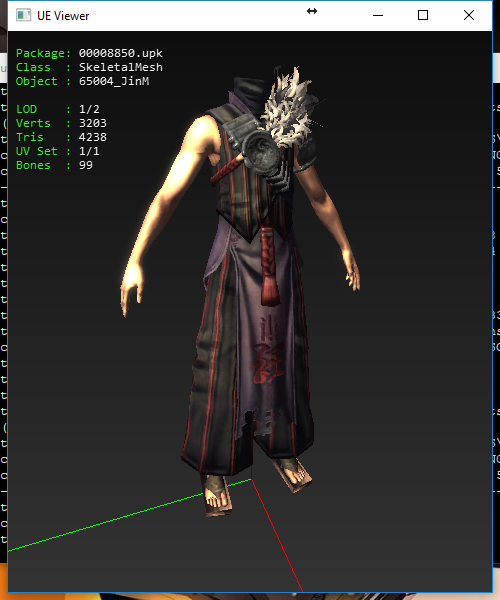 UE Viewer
Package: 00008850.upk
Class : SkeletalMesh
Object : 65004_JinM
LOD : 1/2
Verts : 3203
Tris : 4238
UV Set : 1/1
Bones : 99